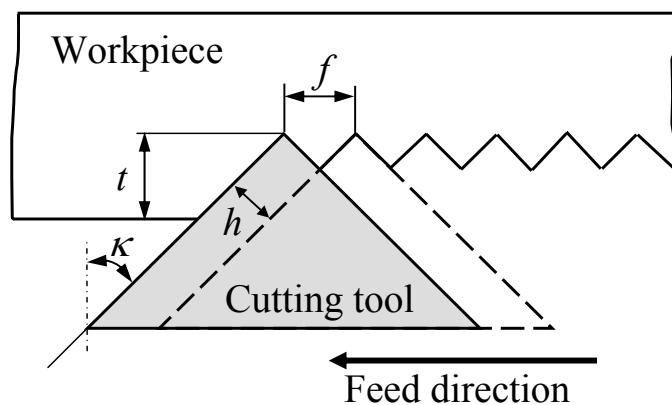 Workpiece
f
t
h
κ
Cutting tool
Feed direction